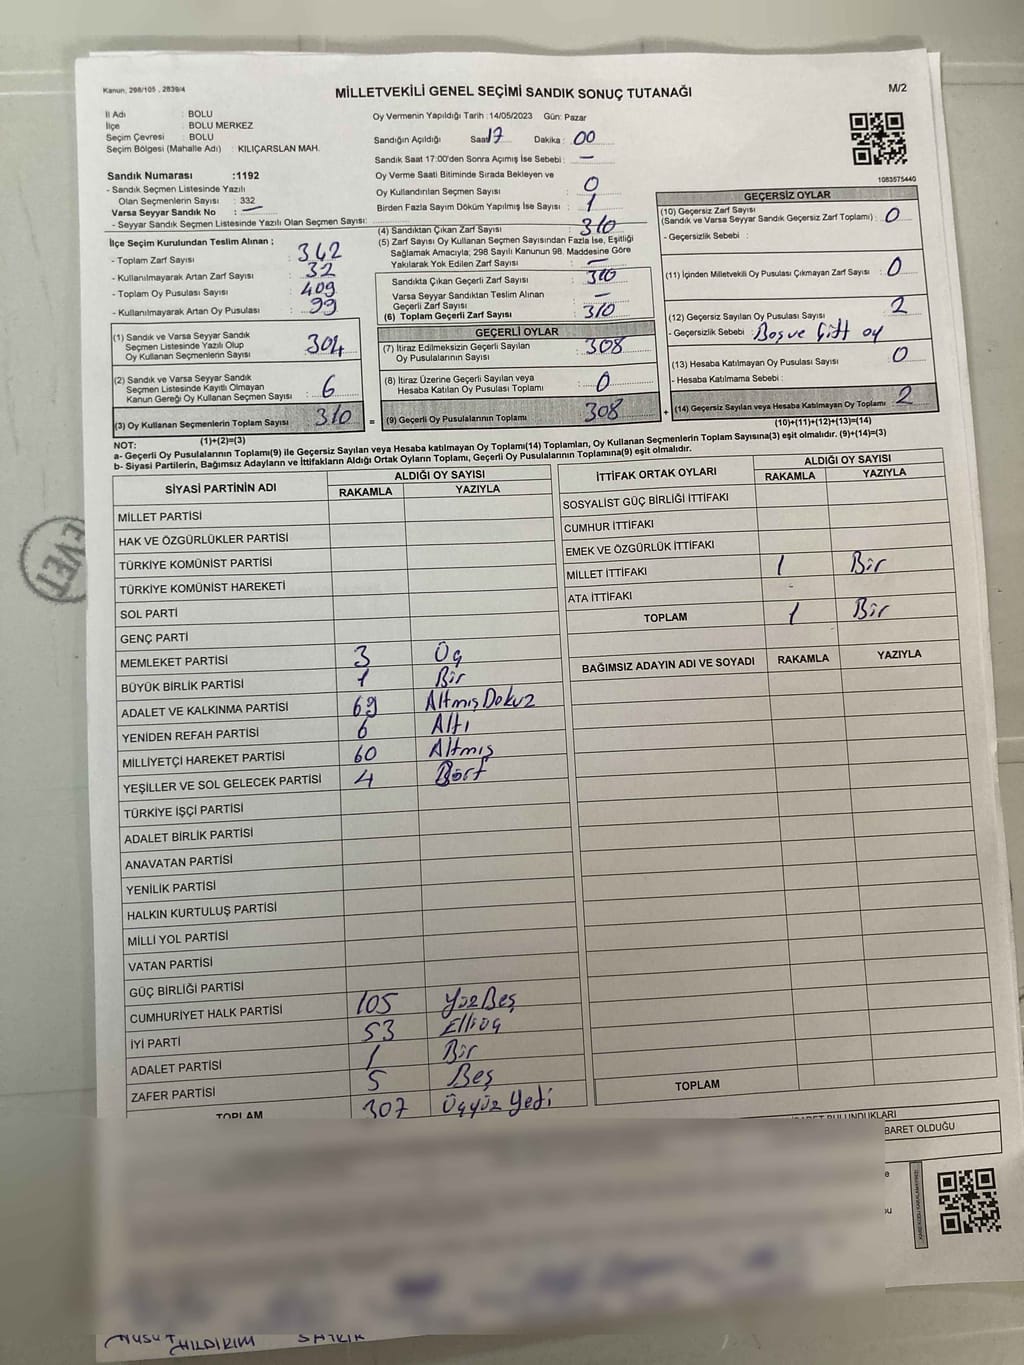 Kanun, 298/105 , 2839/4
MİLLETVEKİLİ GENEL SEÇİMİ SANDIK SONUÇ TUTANAĞI
M/2
İl Adı : BOLU
İlçe : BOLU MERKEZ
Seçim Çevresi : BOLU
Seçim Bölgesi (Mahalle Adı) : KILIÇARSLAN MAH.
Sandık Numarası :1192
- Sandık Seçmen Listesinde Yazılı
Olan Seçmenlerin Sayısı : 332
Varsa Seyyar Sandık No : —
- Seyyar Sandık Seçmen Listesinde Yazılı Olan Seçmen Sayısı:
İlçe Seçim Kurulundan Teslim Alınan ;
- Toplam Zarf Sayısı : 342
- Kullanılmayarak Artan Zarf Sayısı : 32
- Toplam Oy Pusulası Sayısı : 409
- Kullanılmayarak Artan Oy Pusulası : 99
(1) Sandık ve Varsa Seyyar Sandık
Seçmen Listesinde Yazılı Olup
Oy Kullanan Seçmenlerin Sayısı : 304
(2) Sandık ve Varsa Seyyar Sandık
Seçmen Listesinde Kayıtlı Olmayan
Kanun Gereği Oy Kullanan Seçmen Sayısı : 6
(3) Oy Kullanan Seçmenlerin Toplam Sayısı : 310 =
(1)+(2)=(3)
Oy Vermenin Yapıldığı Tarih :14/05/2023 Gün: Pazar
Sandığın Açıldığı Saat: 17 Dakika : 00
Sandık Saat 17:00'den Sonra Açımış İse Sebebi : —
Oy Verme Saati Bitiminde Sırada Bekleyen ve
Oy Kullandırılan Seçmen Sayısı : 0
Birden Fazla Sayım Döküm Yapılmış İse Sayısı : 1
(4) Sandıktan Çıkan Zarf Sayısı : 310
(5) Zarf Sayısı Oy Kullanan Seçmen Sayısından Fazla İse, Eşitliği
Sağlamak Amacıyla; 298 Sayılı Kanunun 98. Maddesine Göre
Yakılarak Yok Edilen Zarf Sayısı : —
Sandıkta Çıkan Geçerli Zarf Sayısı : 310
Varsa Seyyar Sandıktan Teslim Alınan
Geçerli Zarf Sayısı : —
(6) Toplam Geçerli Zarf Sayısı : 310
GEÇERLİ OYLAR
(7) İtiraz Edilmeksizin Geçerli Sayılan
Oy Pusulalarının Sayısı : 308
(8) İtiraz Üzerine Geçerli Sayılan veya
Hesaba Katılan Oy Pusulası Toplamı : 0
(9) Geçerli Oy Pusulalarının Toplamı : 308 +
1083575440
GEÇERSİZ OYLAR
(10) Geçersiz Zarf Sayısı
(Sandık ve Varsa Seyyar Sandık Geçersiz Zarf Toplamı) : 0
- Geçersizlik Sebebi :
(11) İçinden Milletvekili Oy Pusulası Çıkmayan Zarf Sayısı : 0
(12) Geçersiz Sayılan Oy Pusulası Sayısı : 2
- Geçersizlik Sebebi : Boş ve Çift oy
(13) Hesaba Katılmayan Oy Pusulası Sayısı : 0
- Hesaba Katılmama Sebebi :
(14) Geçersiz Sayılan veya Hesaba Katılmayan Oy Toplamı : 2
(10)+(11)+(12)+(13)=(14)
NOT:
a- Geçerli Oy Pusulalarının Toplamı(9) ile Geçersiz Sayılan veya Hesaba katılmayan Oy Toplamı(14) Toplamları, Oy Kullanan Seçmenlerin Toplam Sayısına(3) eşit olmalıdır. (9)+(14)=(3)
b- Siyasi Partilerin, Bağımsız Adayların ve İttifakların Aldığı Ortak Oyların Toplamı, Geçerli Oy Pusulalarının Toplamına(9) eşit olmalıdır.
SİYASİ PARTİNİN ADI ALDIĞI OY SAYISI
RAKAMLA YAZIYLA
MİLLET PARTİSİ
HAK VE ÖZGÜRLÜKLER PARTİSİ
TÜRKİYE KOMÜNİST PARTİSİ
TÜRKİYE KOMÜNİST HAREKETİ
SOL PARTİ
GENÇ PARTİ
MEMLEKET PARTİSİ 3 Üç
BÜYÜK BİRLİK PARTİSİ 1 Bir
ADALET VE KALKINMA PARTİSİ 69 Altmış Dokuz
YENİDEN REFAH PARTİSİ 6 Altı
MİLLİYETÇİ HAREKET PARTİSİ 60 Altmış
YEŞİLLER VE SOL GELECEK PARTİSİ 4 Dört
TÜRKİYE İŞÇİ PARTİSİ
ADALET BİRLİK PARTİSİ
ANAVATAN PARTİSİ
YENİLİK PARTİSİ
HALKIN KURTULUŞ PARTİSİ
MİLLİ YOL PARTİSİ
VATAN PARTİSİ
GÜÇ BİRLİĞİ PARTİSİ
CUMHURİYET HALK PARTİSİ 105 Yüz Beş
İYİ PARTİ 53 Elliüç
ADALET PARTİSİ 1 Bir
ZAFER PARTİSİ 5 Beş
TOPLAM 307 Üçyüz Yedi
İTTİFAK ORTAK OYLARI ALDIĞI OY SAYISI
RAKAMLA YAZIYLA
SOSYALİST GÜÇ BİRLİĞİ İTTİFAKI
CUMHUR İTTİFAKI
EMEK VE ÖZGÜRLÜK İTTİFAKI
MİLLET İTTİFAKI 1 Bir
ATA İTTİFAKI -
TOPLAM 1 Bir
BAĞIMSIZ ADAYIN ADI VE SOYADI RAKAMLA YAZIYLA
TOPLAM
BARET OLDUĞU
EVET
YILDIRIM